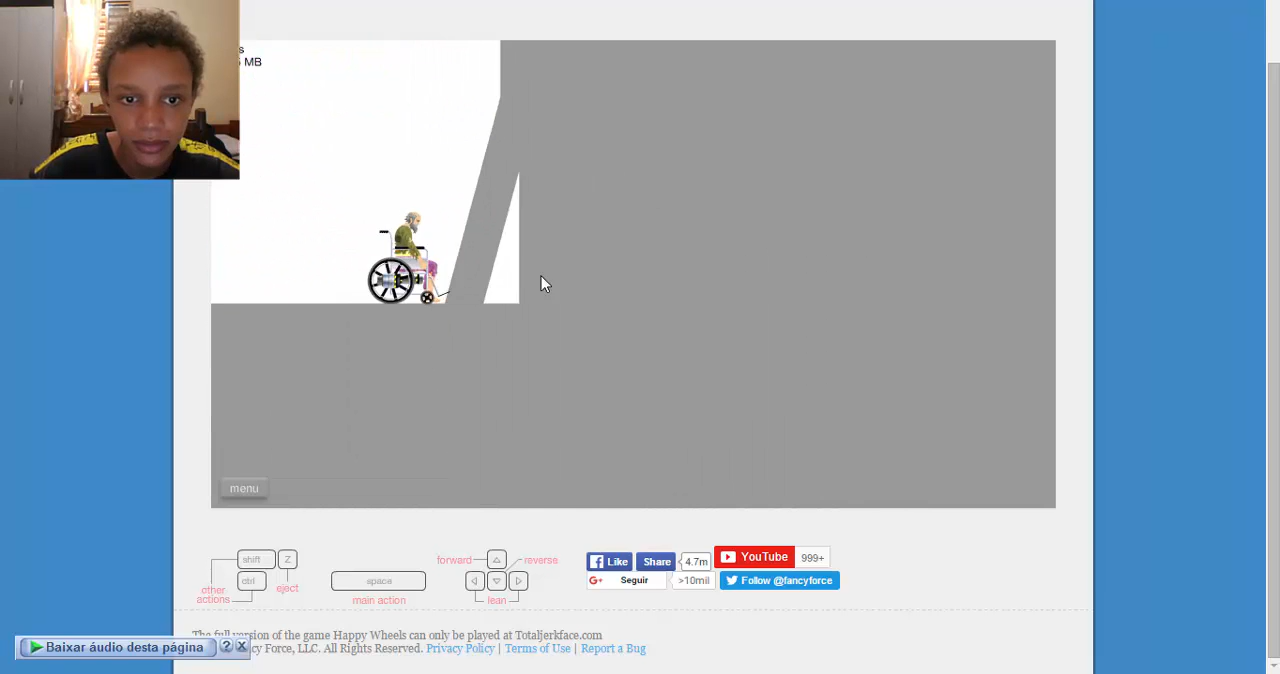 s
MB
menu
shift Z
forward reverse
ctrl
space
other actions
eject
main action
lean
Like Share 4.7m YouTube 999+
G+ Seguir >10mil Follow @fancyforce
The full version of the game Happy Wheels can only be played at Totaljerkface.com
cy Force, LLC. All Rights Reserved. Privacy Policy | Terms of Use | Report a Bug
Baixar áudio desta página ? X